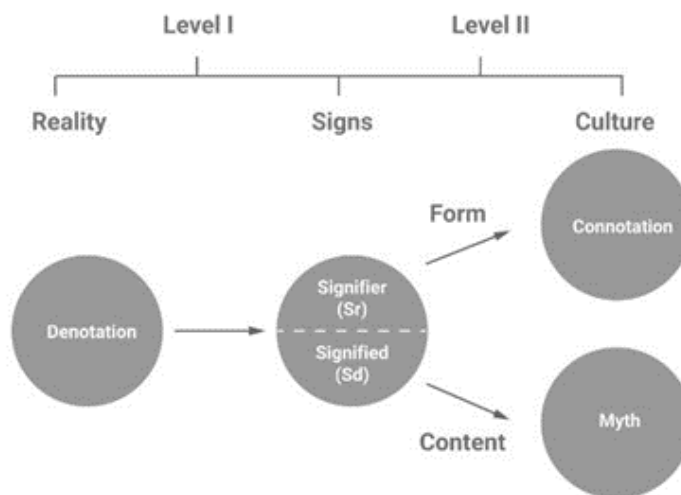 Level I
Level II
Reality
Signs
Culture
Form
Connotation
Signifier
(Sr)
Denotation
Signified
(Sd)
Content
Myth